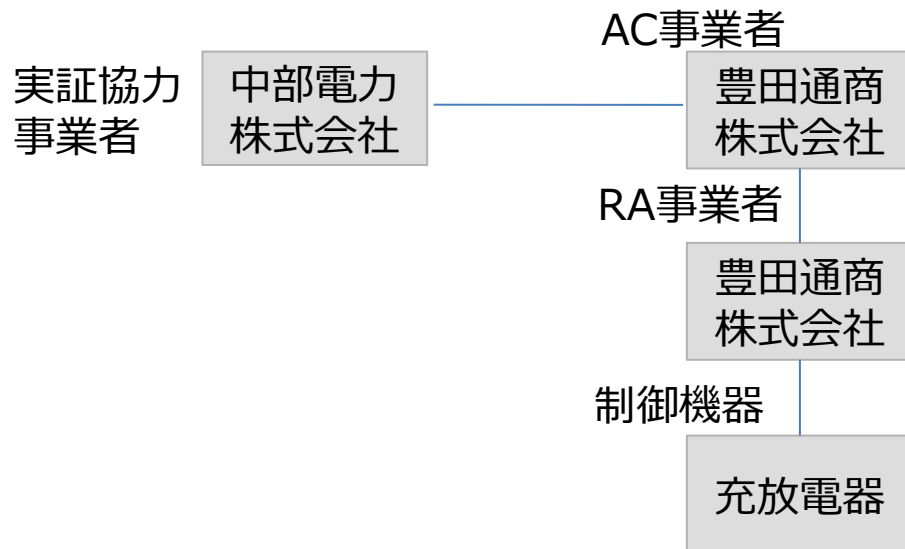 AC事業者
実証協力
事業者
中部電力
株式会社
豊田通商
株式会社
RA事業者
豊田通商
株式会社
制御機器
充放電器